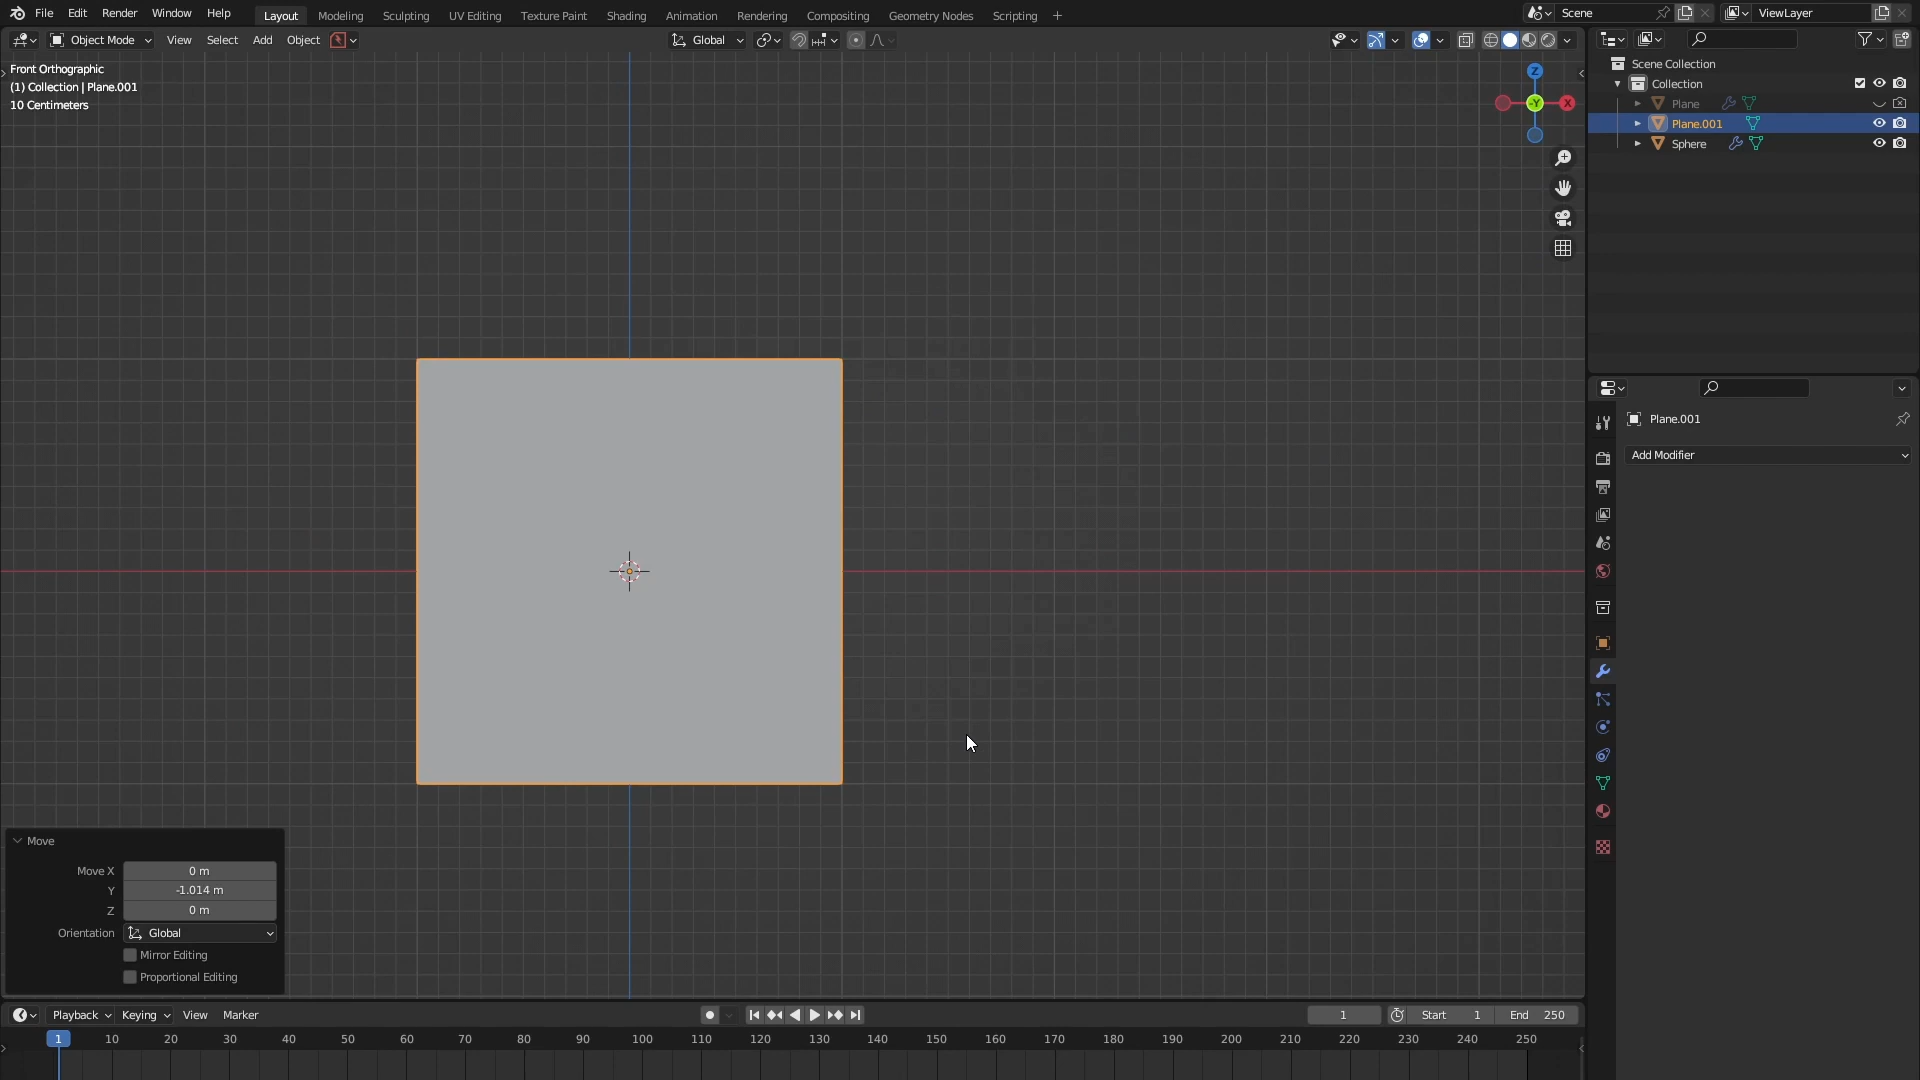 File Edit Render Window Help Layout Modeling Sculpting UV Editing Texture Paint Shading Animation Rendering Compositing Geometry Nodes Scripting + Scene ViewLayer
Object Mode View Select Add Object Global
Front Orthographic
(1) Collection | Plane.001
10 Centimeters
Z
-Y X
Scene Collection
Collection
Plane
Plane.001
Sphere
Plane.001
Add Modifier
Move
Move X 0 m
Y -1.014 m
Z 0 m
Orientation Global
Mirror Editing
Proportional Editing
Playback Keying View Marker 1 Start 1 End 250
1 10 20 30 40 50 60 70 80 90 100 110 120 130 140 150 160 170 180 190 200 210 220 230 240 250